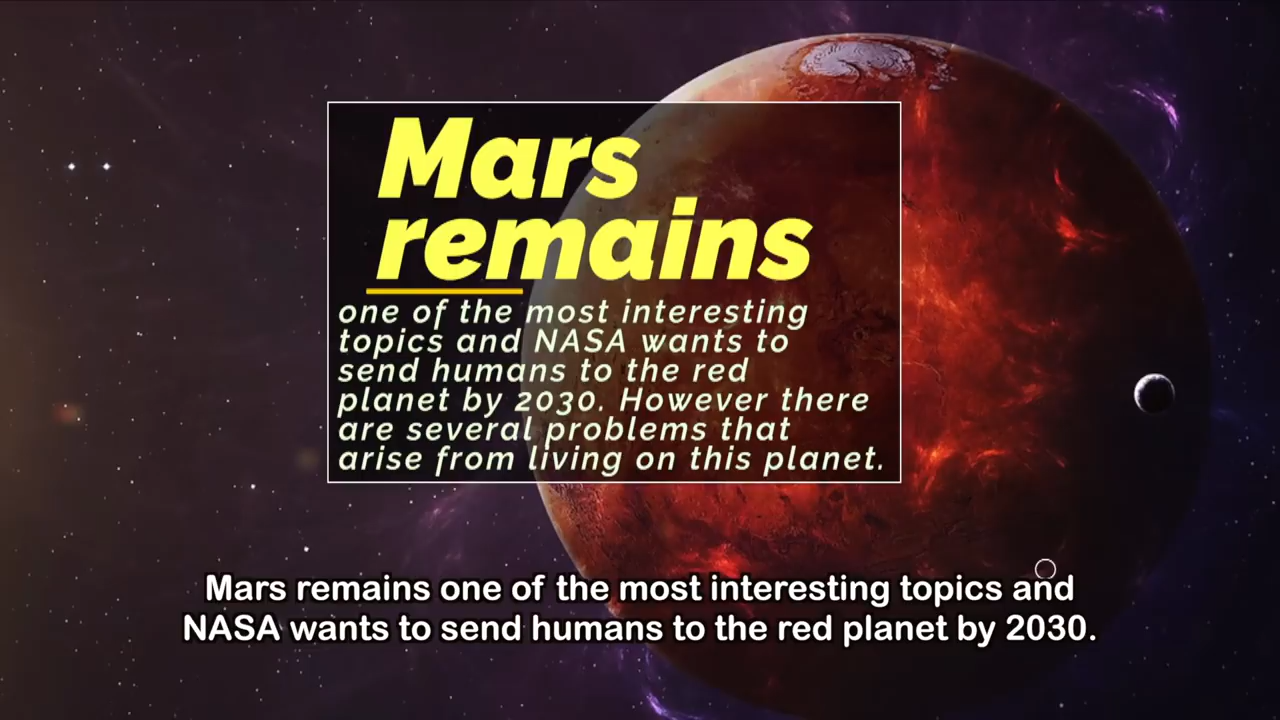 Mars
remains
one of the most interesting
topics and NASA wants to
send humans to the red
planet by 2030. However there
are several problems that
arise from living on this planet.
Mars remains one of the most interesting topics and
NASA wants to send humans to the red planet by 2030.